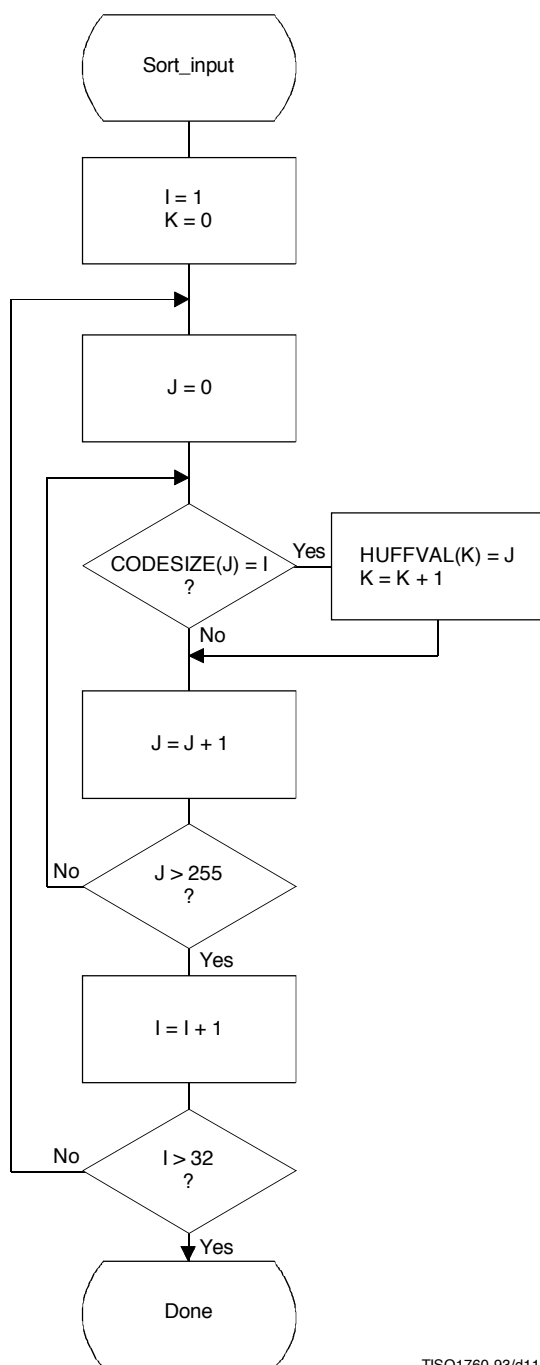 Sort_input
I = 1
K = 0
J = 0
CODESIZE(J) = I
?
Yes
HUFFVAL(K) = J
K = K + 1
No
J = J + 1
J > 255
?
No
Yes
I = I + 1
I > 32
?
No
Yes
Done